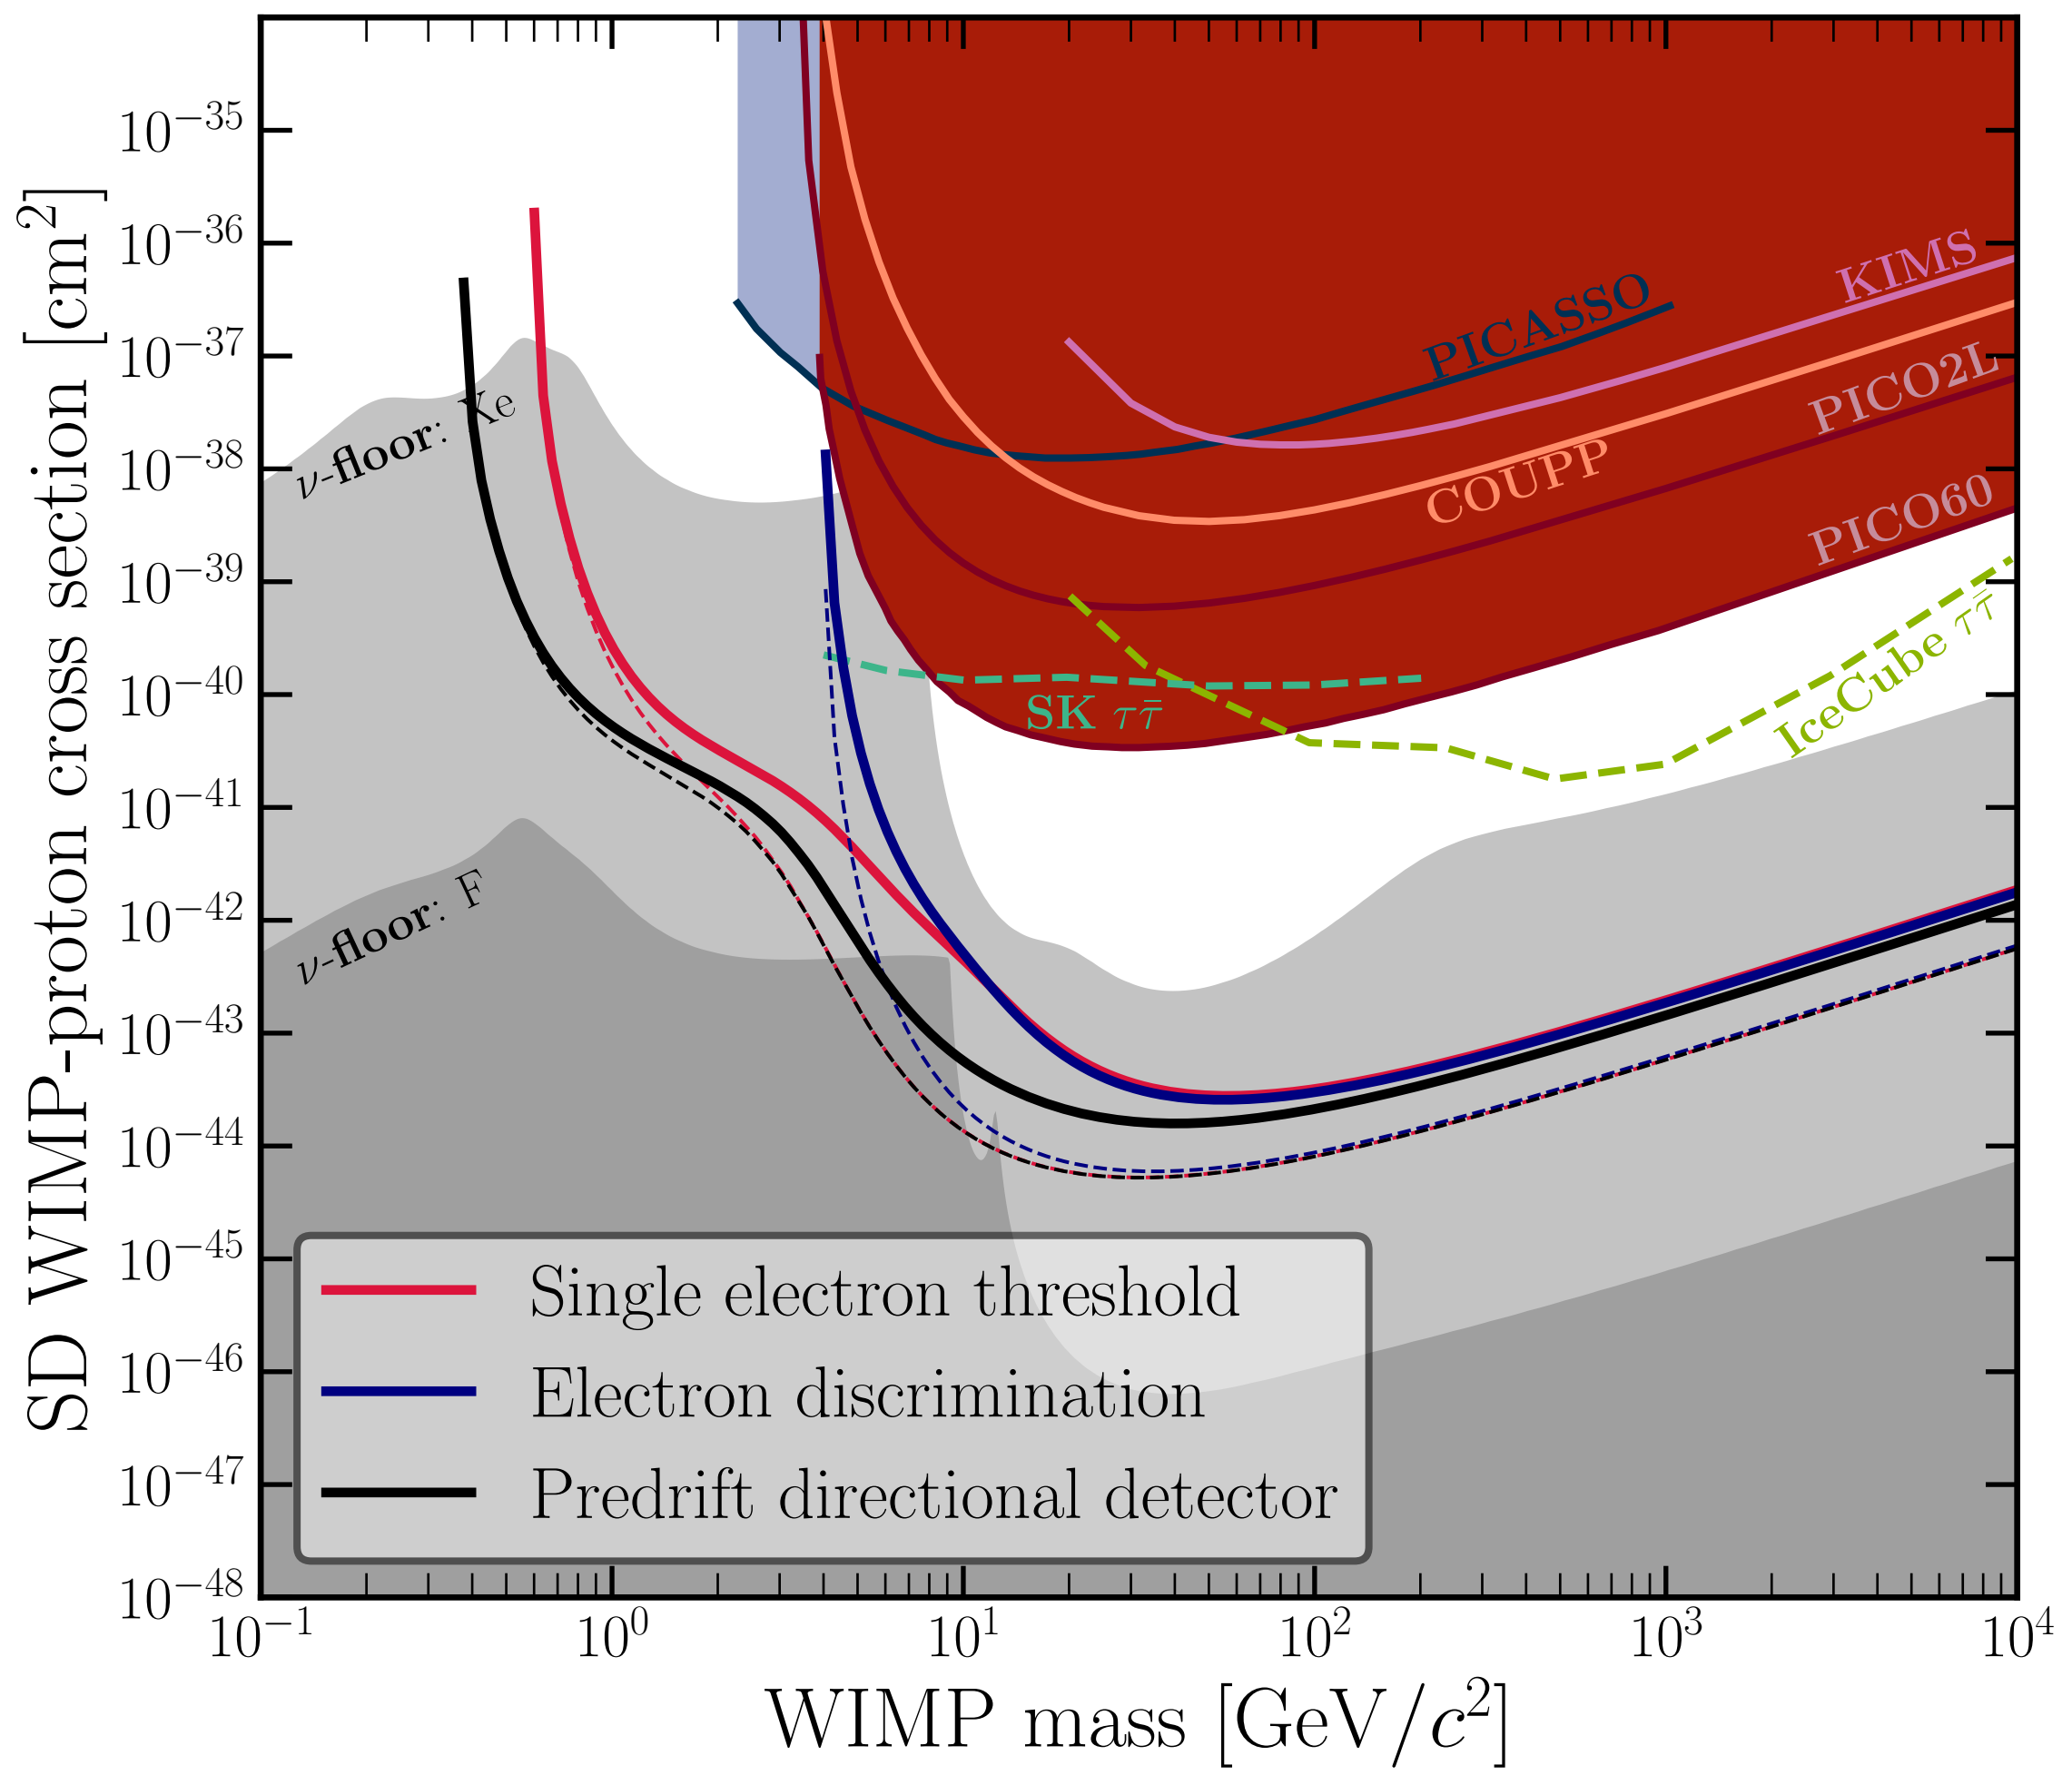 SD WIMP-proton cross section [cm²]
10⁻³⁵
10⁻³⁶
10⁻³⁷
10⁻³⁸
10⁻³⁹
10⁻⁴⁰
10⁻⁴¹
10⁻⁴²
10⁻⁴³
10⁻⁴⁴
10⁻⁴⁵
10⁻⁴⁶
10⁻⁴⁷
10⁻⁴⁸
KIMS
PICASSO
PICO2L
COUPP
PICO60
ν-floor: Xe
SK ττ̄
IceCube ττ̄
ν-floor: F
Single electron threshold
Electron discrimination
Predrift directional detector
10⁻¹
10⁰
10¹
10²
10³
10⁴
WIMP mass [GeV/c²]